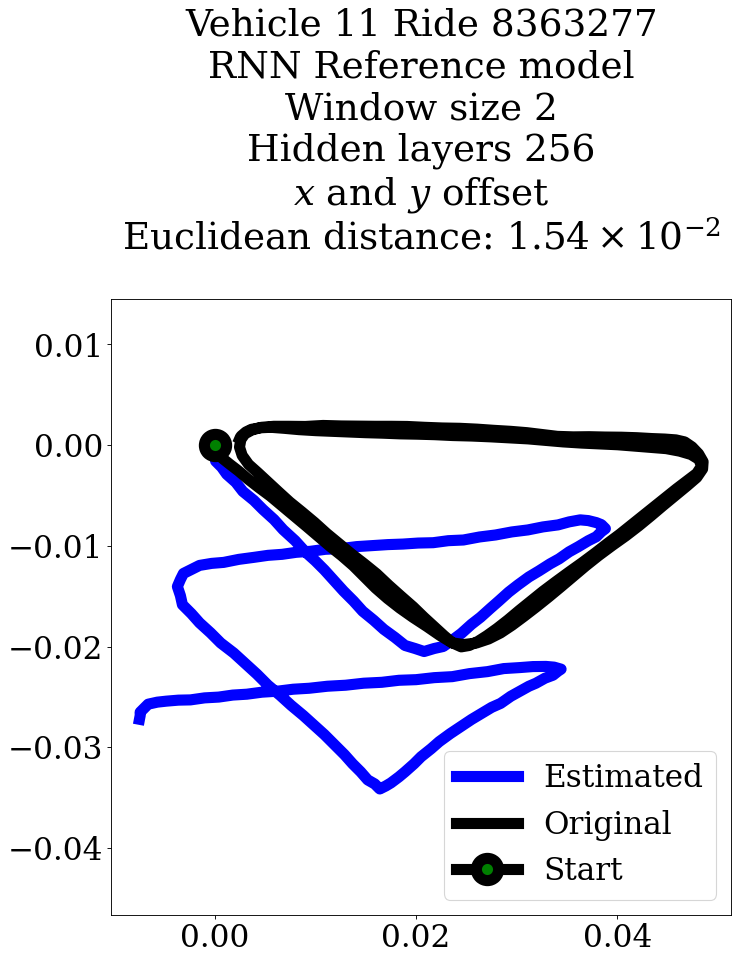 Vehicle 11 Ride 8363277
RNN Reference model
Window size 2
Hidden layers 256
x and y offset
Euclidean distance: 1.54 × 10⁻²
0.01
0.00
−0.01
−0.02
−0.03
−0.04
Estimated
Original
Start
0.00 0.02 0.04